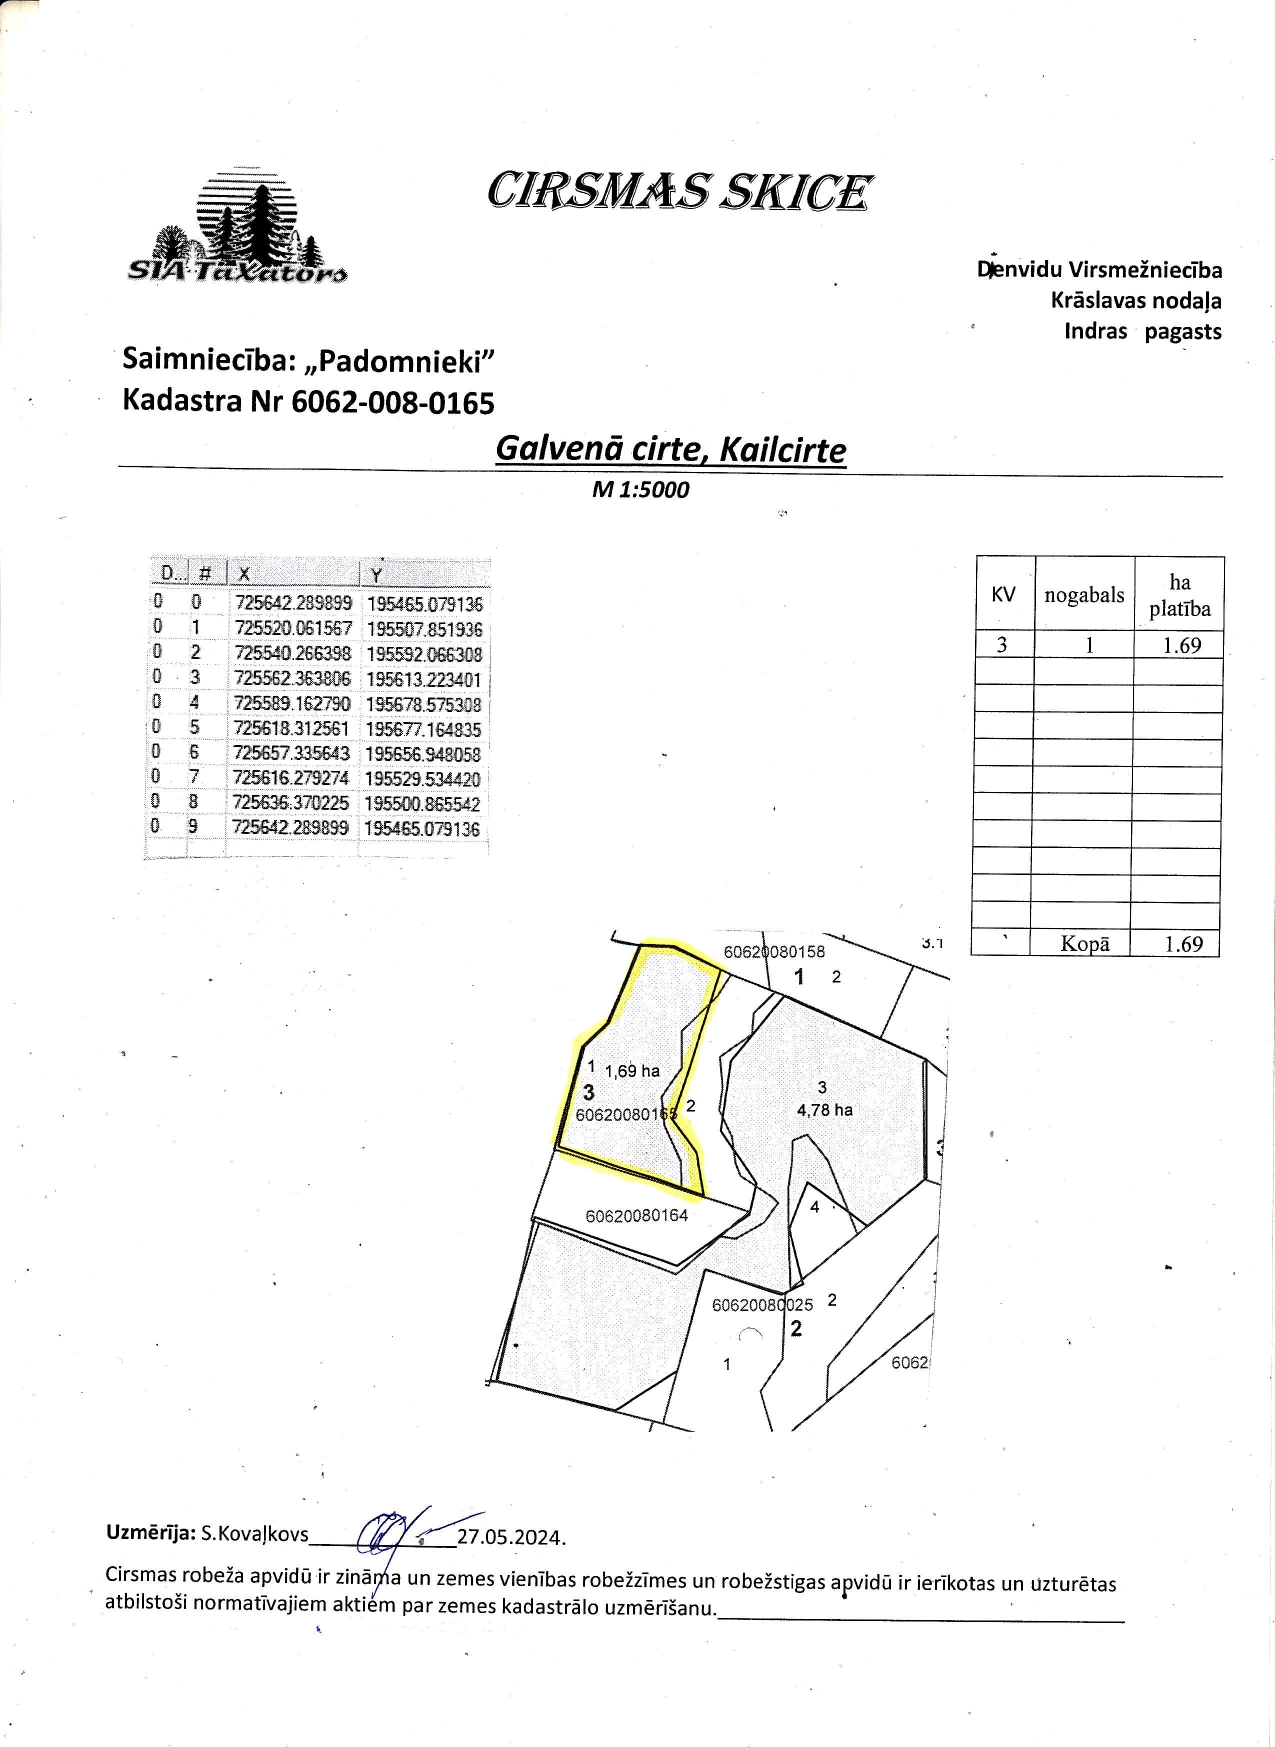 CIRSMAS SKICE
SIA Taxators
Dienvidu Virsmežniecība
Krāslavas nodaļa
Indras pagasts
Saimniecība: „Padomnieki”
Kadastra Nr 6062-008-0165
Galvenā cirte, Kailcirte
M 1:5000
D... # X Y
0 0 725642.289899 195465.079136
0 1 725520.061567 195507.851936
0 2 725540.266398 195592.066308
0 3 725562.363806 195613.223401
0 4 725589.162790 195678.575308
0 5 725618.312561 195677.164835
0 6 725657.335643 195656.948058
0 7 725616.279274 195529.534420
0 8 725636.370225 195500.865542
0 9 725642.289899 195465.079136
KV nogabals ha platība
3 1 1.69
Kopā 1.69
60620080158
1 2
3.1
1 1,69 ha
3
60620080165
2
3
4,78 ha
60620080164
4
60620080025 2
2
1
6062
Uzmērīja: S.Kovaļkovs 27.05.2024.
Cirsmas robeža apvidū ir zināma un zemes vienības robežzīmes un robežstigas apvidū ir ierīkotas un uzturētas
atbilstoši normatīvajiem aktiem par zemes kadastrālo uzmērīšanu.